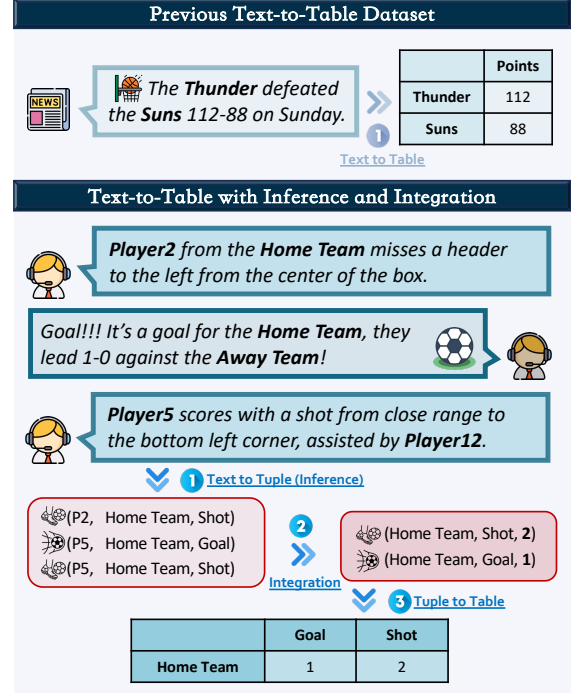 Previous Text-to-Table Dataset
NEWS
The Thunder defeated
the Suns 112-88 on Sunday.
1
Text to Table
Points
Thunder 112
Suns 88
Text-to-Table with Inference and Integration
Player2 from the Home Team misses a header
to the left from the center of the box.
Goal!!! It's a goal for the Home Team, they
lead 1-0 against the Away Team!
Player5 scores with a shot from close range to
the bottom left corner, assisted by Player12.
1 Text to Tuple (Inference)
(P2, Home Team, Shot)
(P5, Home Team, Goal)
(P5, Home Team, Shot)
2
Integration
(Home Team, Shot, 2)
(Home Team, Goal, 1)
3 Tuple to Table
Goal Shot
Home Team 1 2